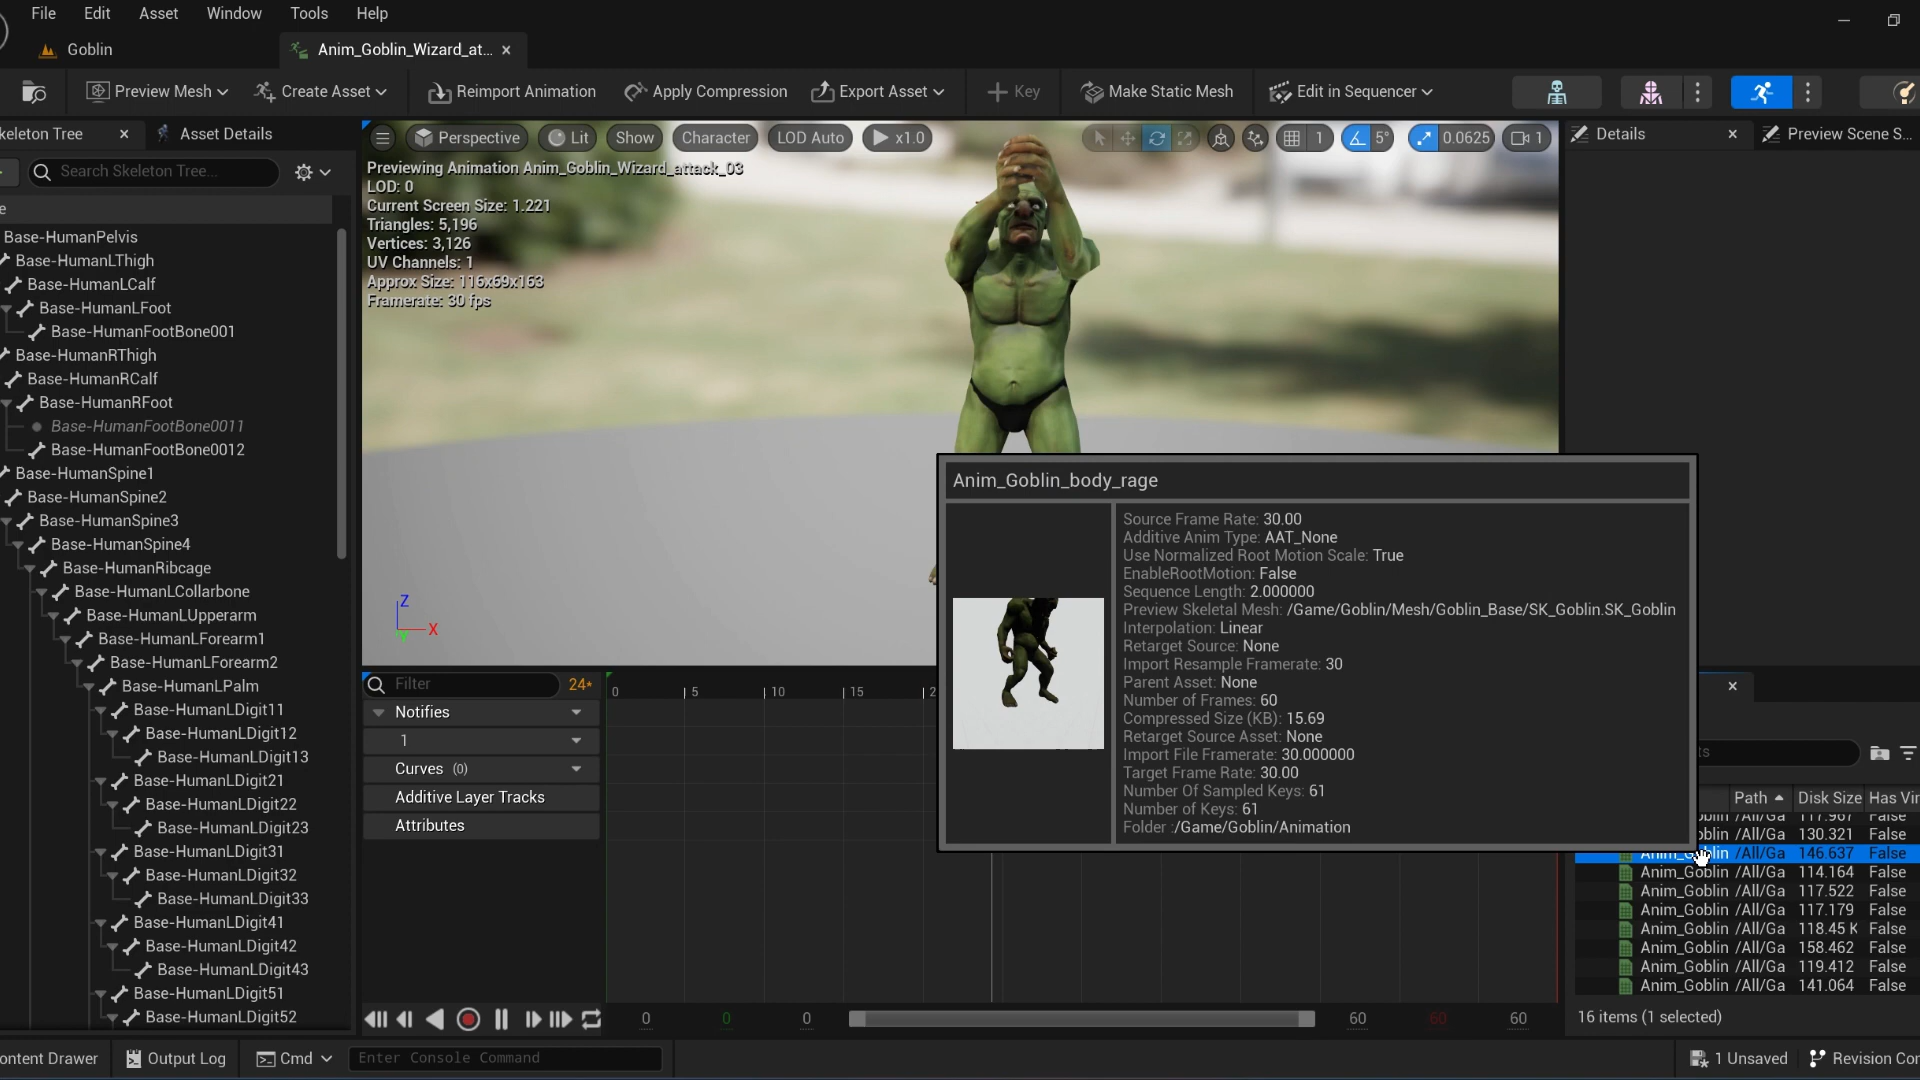 File Edit Asset Window Tools Help
Goblin
Anim_Goblin_Wizard_at...
Preview Mesh
Create Asset
Reimport Animation
Apply Compression
Export Asset
Key
Make Static Mesh
Edit in Sequencer
keleton Tree
Asset Details
Search Skeleton Tree...
e
Base-HumanPelvis
Base-HumanLThigh
Base-HumanLCalf
Base-HumanLFoot
Base-HumanFootBone001
Base-HumanRThigh
Base-HumanRCalf
Base-HumanRFoot
Base-HumanFootBone0011
Base-HumanFootBone0012
Base-HumanSpine1
Base-HumanSpine2
Base-HumanSpine3
Base-HumanSpine4
Base-HumanRibcage
Base-HumanLCollarbone
Base-HumanLUpperarm
Base-HumanLForearm1
Base-HumanLForearm2
Base-HumanLPalm
Base-HumanLDigit11
Base-HumanLDigit12
Base-HumanLDigit13
Base-HumanLDigit21
Base-HumanLDigit22
Base-HumanLDigit23
Base-HumanLDigit31
Base-HumanLDigit32
Base-HumanLDigit33
Base-HumanLDigit41
Base-HumanLDigit42
Base-HumanLDigit43
Base-HumanLDigit51
Base-HumanLDigit52
Perspective Lit Show Character LOD Auto x1.0
1 5° 0.0625 1
Previewing Animation Anim_Goblin_Wizard_attack_03
LOD: 0
Current Screen Size: 1.221
Triangles: 5,196
Vertices: 3,126
UV Channels: 1
Approx Size: 116x69x163
Framerate: 30 fps
Z
X
Y
Filter
24*
0 5 10 15 2
Notifies
1
Curves (0)
Additive Layer Tracks
Attributes
0 0 0 60 60 60
Anim_Goblin_body_rage
Source Frame Rate: 30.00
Additive Anim Type: AAT_None
Use Normalized Root Motion Scale: True
EnableRootMotion: False
Sequence Length: 2.000000
Preview Skeletal Mesh: /Game/Goblin/Mesh/Goblin_Base/SK_Goblin.SK_Goblin
Interpolation: Linear
Retarget Source: None
Import Resample Framerate: 30
Parent Asset: None
Number of Frames: 60
Compressed Size (KB): 15.69
Retarget Source Asset: None
Import File Framerate: 30.000000
Target Frame Rate: 30.00
Number Of Sampled Keys: 61
Number of Keys: 61
Folder :/Game/Goblin/Animation
Details
Preview Scene S...
ts
Path Disk Size Has Vir
oblin /All/Ga 117.967 False
oblin /All/Ga 130.321 False
Anim_Goblin /All/Ga 146.637 False
Anim_Goblin /All/Ga 114.164 False
Anim_Goblin /All/Ga 117.522 False
Anim_Goblin /All/Ga 117.179 False
Anim_Goblin /All/Ga 118.45 K False
Anim_Goblin /All/Ga 158.462 False
Anim_Goblin /All/Ga 119.412 False
Anim_Goblin /All/Ga 141.064 False
16 items (1 selected)
ontent Drawer
Output Log
Cmd
Enter Console Command
1 Unsaved
Revision Con